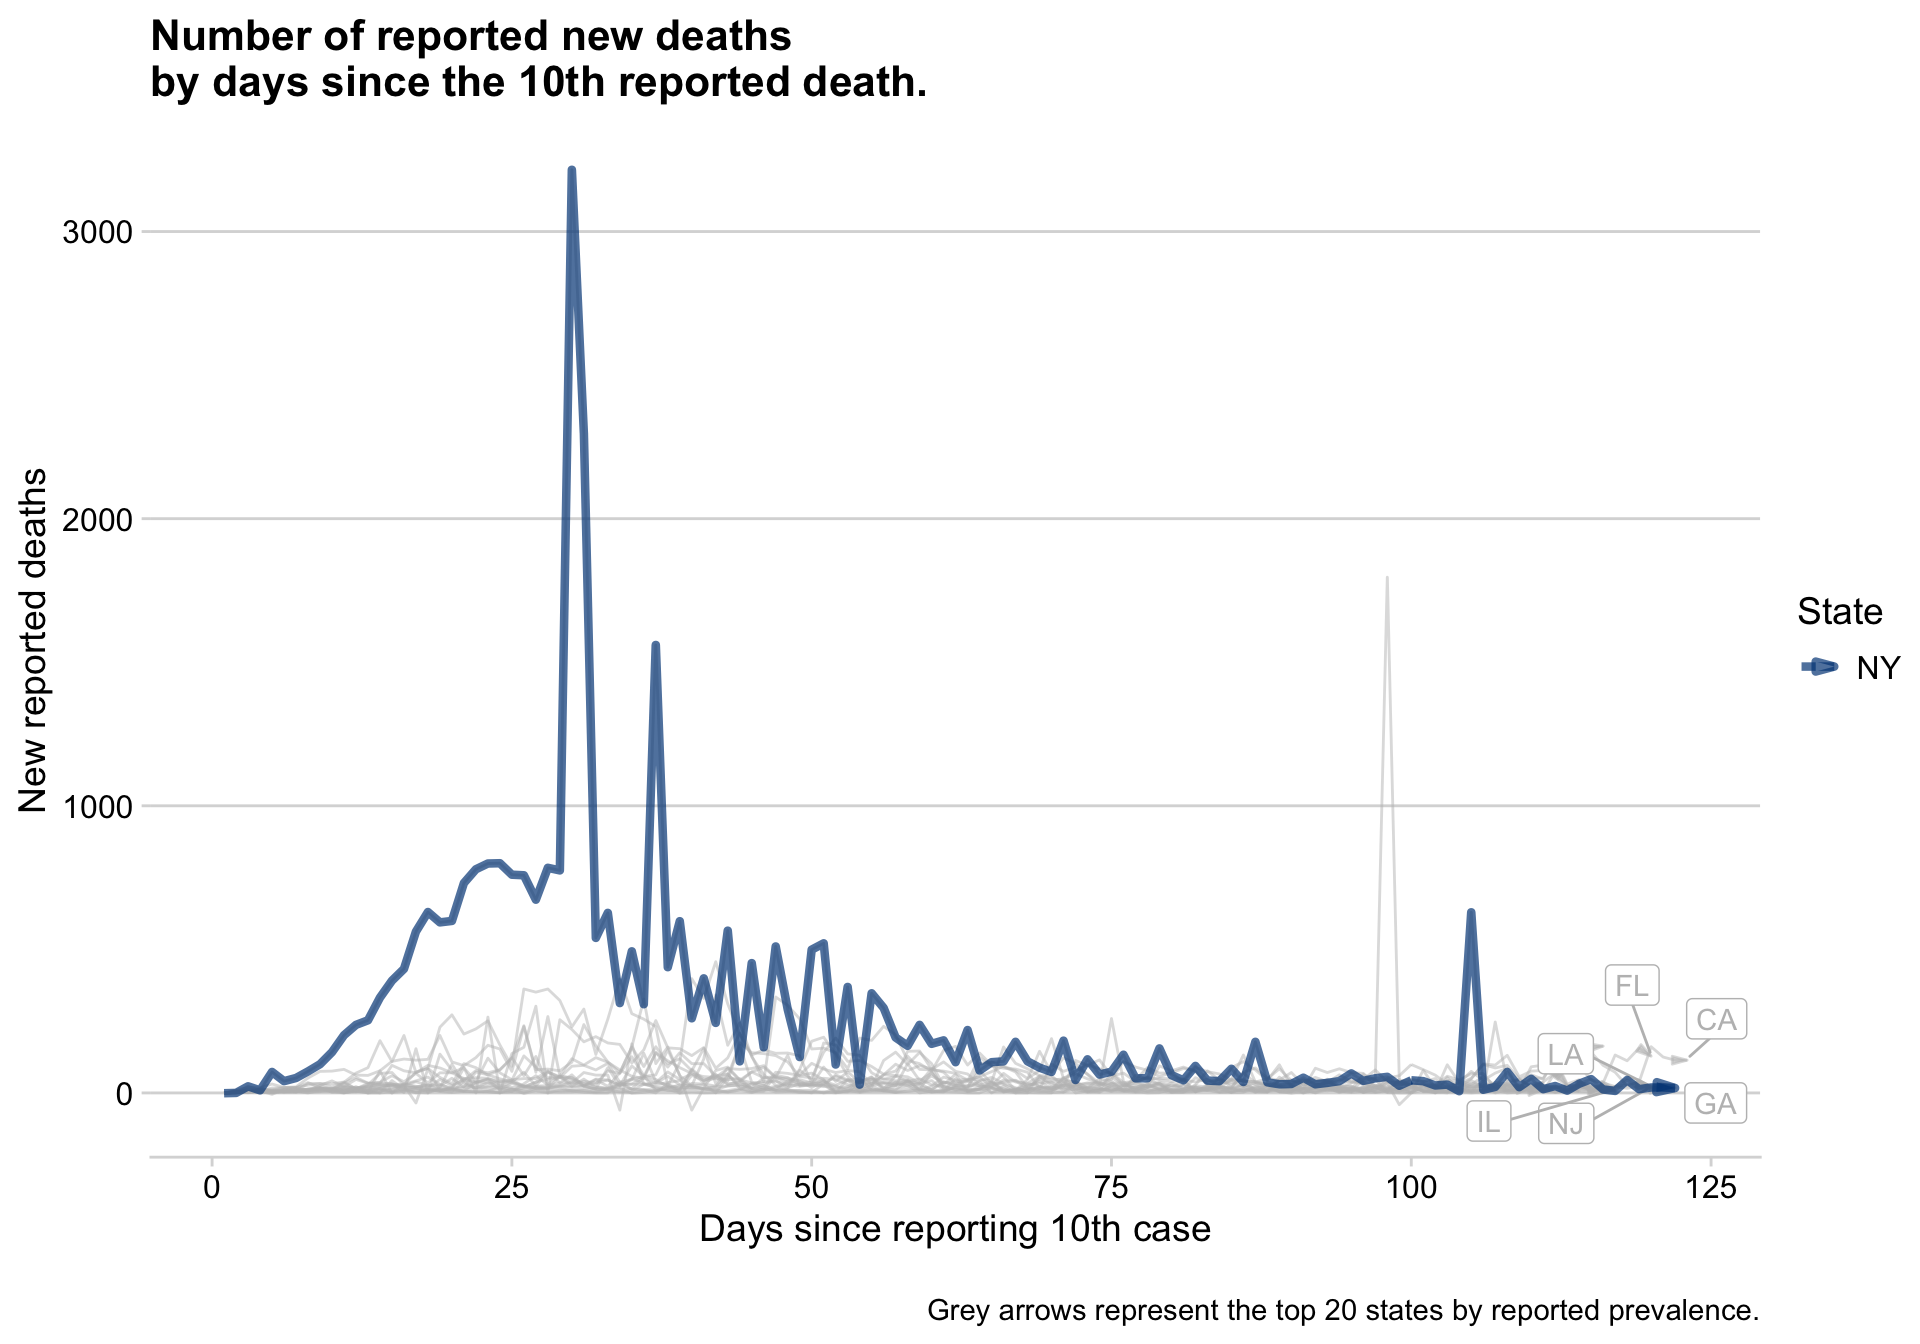 Number of reported new deaths
by days since the 10th reported death.
3000
2000
1000
0
New reported deaths
State
NY
FL
CA
LA
GA
IL
NJ
0
25
50
75
100
125
Days since reporting 10th case
Grey arrows represent the top 20 states by reported prevalence.